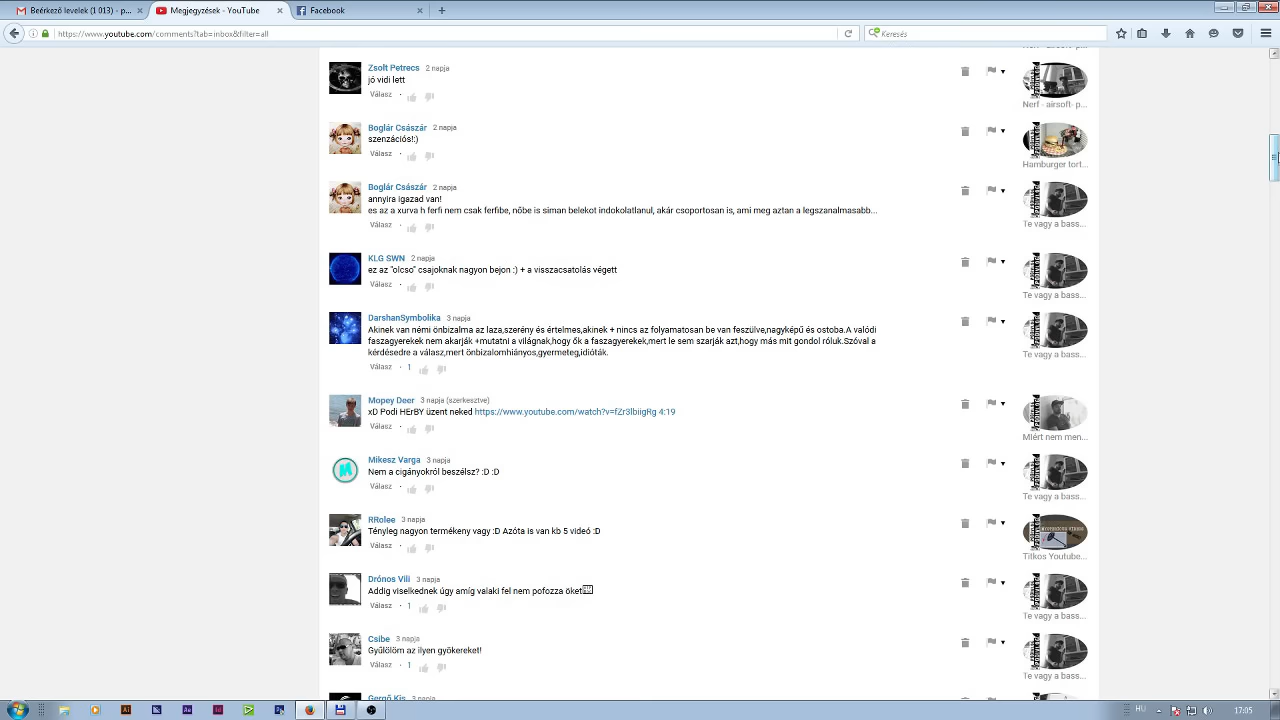 Beérkező levelek (1 013) - p...
Megjegyzések - YouTube
Facebook
https://www.youtube.com/comments?tab=inbox&filter=all
Keresés
Zsolt Petrecs 2 napja
jó vidi lett
Válasz
Nerf - airsoft- p...
Boglár Császár 2 napja
szenzációs!:)
Válasz
Hamburger tort...
Boglár Császár 2 napja
annyira igazad van!
es az a xurva h ferfi nem csak ferfibe, nőbe is siman belekot indokolatlanul, akár csoportosan is, ami meg aztan a legszanalmasabb...
Válasz
Te vagy a bass...
KLG SWN 2 napja
ez az "olcso" csajoknak nagyon bejön :) + a visszacsatolás végett
Válasz
Te vagy a bass...
DarshanSymbolika 3 napja
Akinek van némi önbizalma az laza,szerény és értelmes,akinek + nincs az folyamatosan be van feszülve,nagyképű és ostoba.A valódi
faszagyerekek nem akarják +mutatni a világnak,hogy ők a faszagyerekek,mert le sem szarják azt,hogy más mit gondol róluk.Szóval a
kérdésedre a válasz,mert önbizalomhiányos,gyermeteg,idióták.
Válasz · 1
Te vagy a bass...
Mopey Deer 3 napja (szerkesztve)
xD Podi HErBY üzent neked https://www.youtube.com/watch?v=fZr3lbiigRg 4:19
Válasz
Miért nem men...
Mikesz Varga 3 napja
Nem a cigányokról beszélsz? :D :D
Válasz
Te vagy a bass...
RRolee 3 napja
Tényleg nagyon termékeny vagy :D Azóta is van kb 5 videó :D
Válasz
Titkos Youtube...
Drónos Vili 3 napja
Addig viselkednek úgy amíg valaki fel nem pofozza őket
Válasz · 1
Te vagy a bass...
Csibe 3 napja
Gyűlölöm az ilyen gyökereket!
Válasz · 1
Te vagy a bass...
Gergő Kis 3 napja
HU
17:05